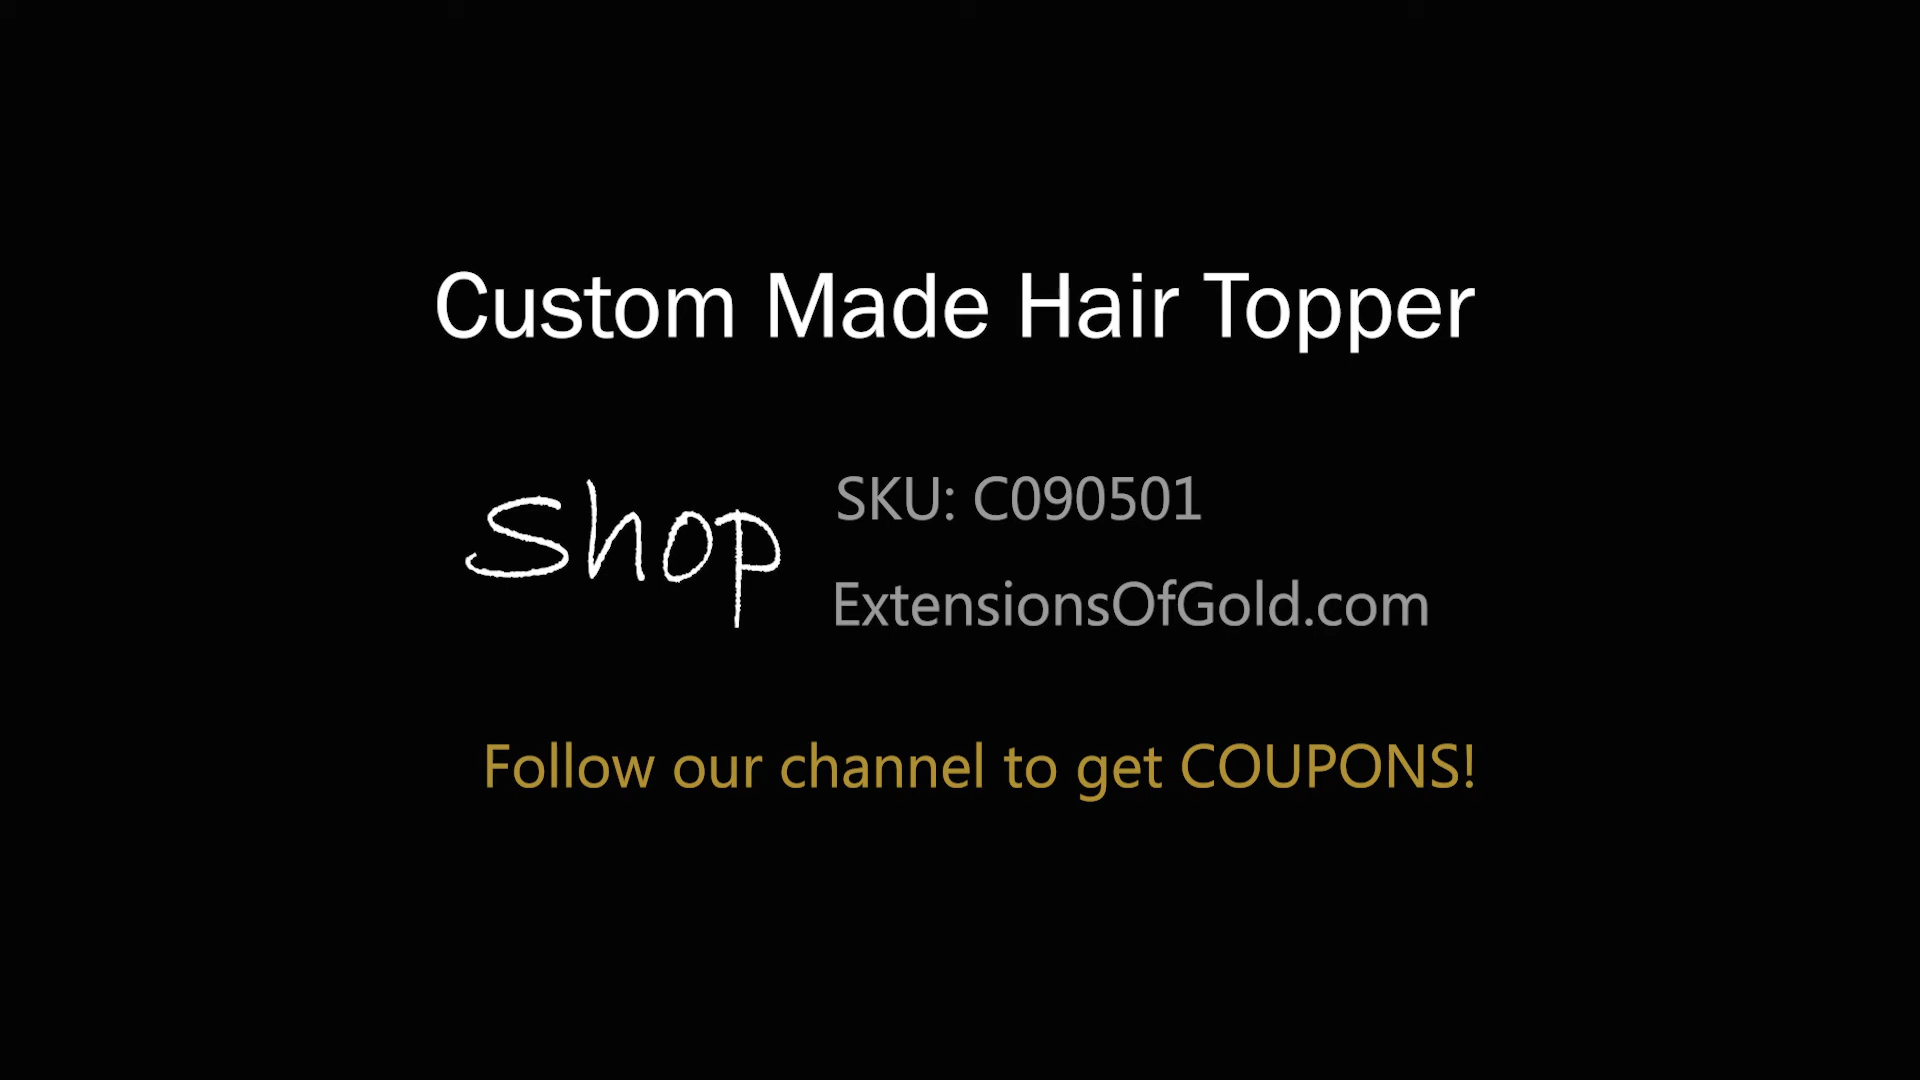 Custom Made Hair Topper
Shop
SKU: C090501
ExtensionsOfGold.com
Follow our channel to get COUPONS!